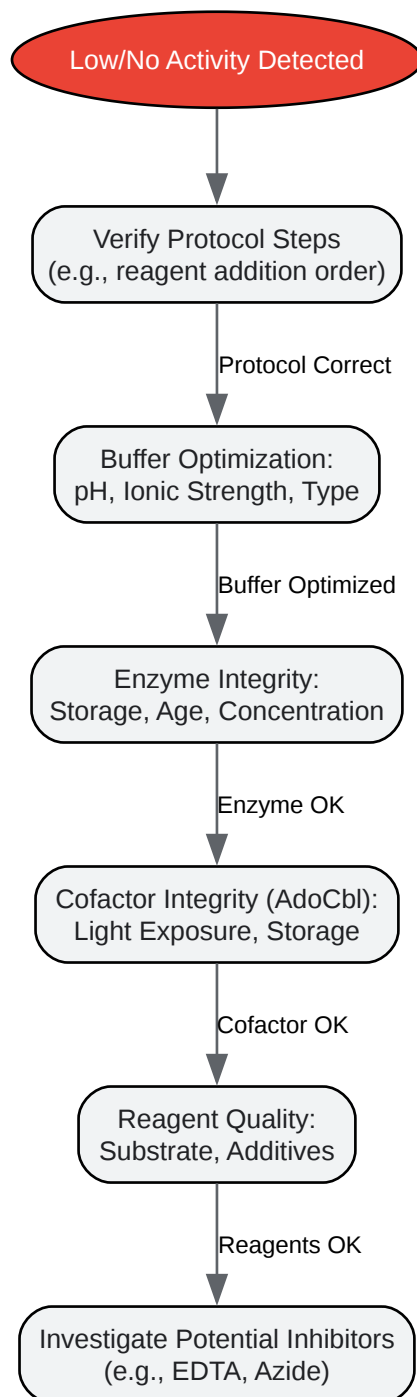 Low/No Activity Detected
Verify Protocol Steps
(e.g., reagent addition order)
Protocol Correct
Buffer Optimization:
pH, Ionic Strength, Type
Buffer Optimized
Enzyme Integrity:
Storage, Age, Concentration
Enzyme OK
Cofactor Integrity (AdoCbl):
Light Exposure, Storage
Cofactor OK
Reagent Quality:
Substrate, Additives
Reagents OK
Investigate Potential Inhibitors
(e.g., EDTA, Azide)